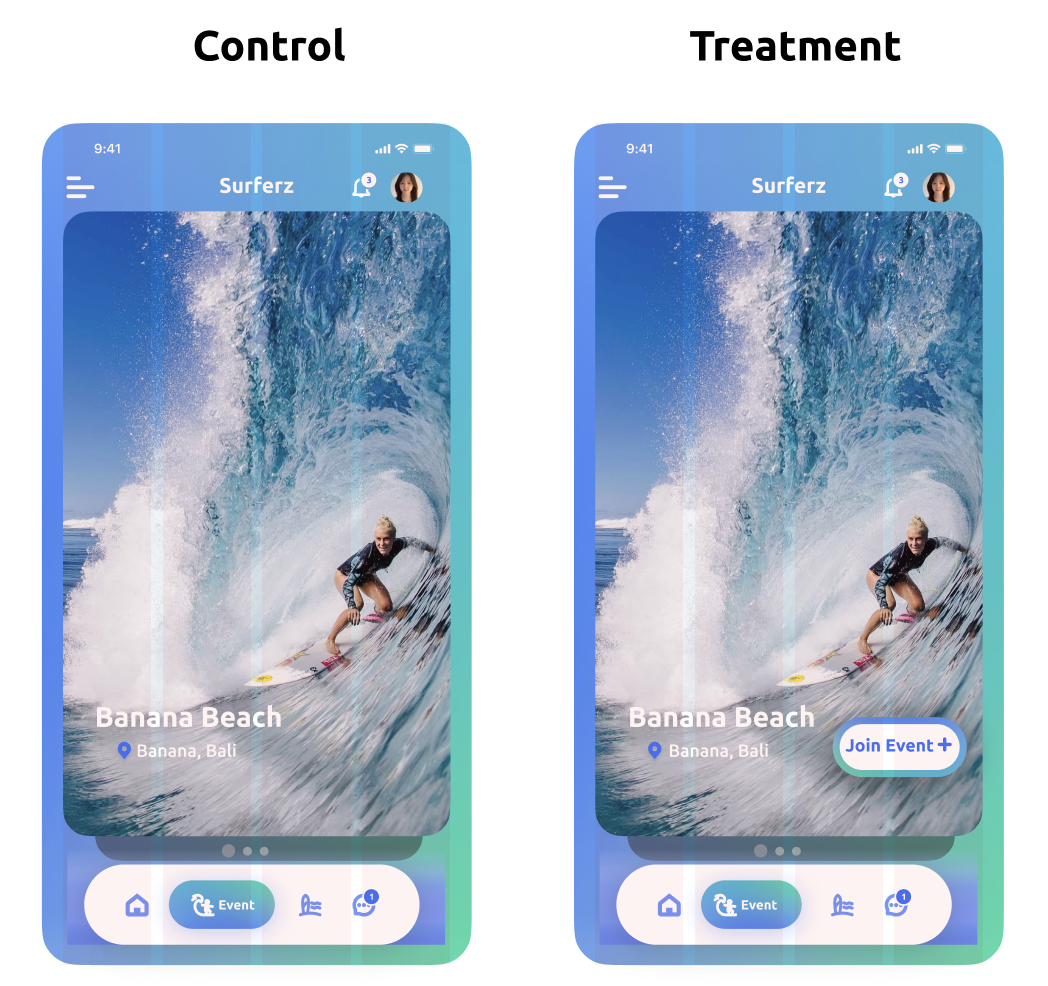 Control
Treatment
9:41
Surferz
3
Banana Beach
Banana, Bali
Event
1
9:41
Surferz
3
Banana Beach
Banana, Bali
Join Event +
Event
1